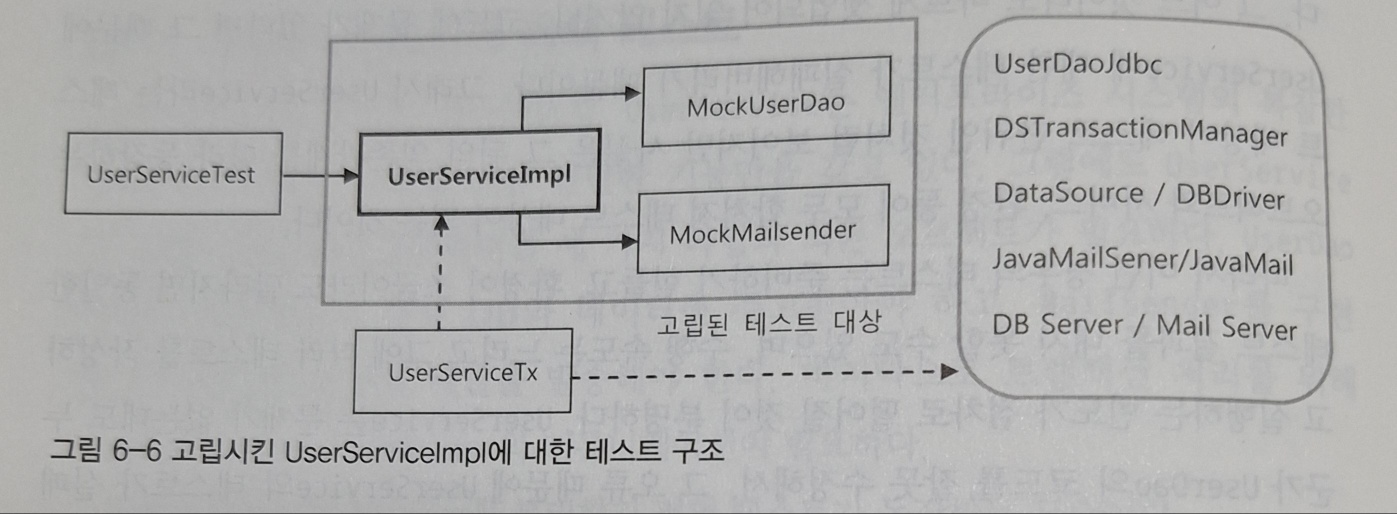 UserServiceTest
UserServiceImpl
MockUserDao
MockMailsender
UserServiceTx
고립된 테스트 대상
UserDaoJdbc
DSTransactionManager
DataSource / DBDriver
JavaMailSener/JavaMail
DB Server / Mail Server
그림 6-6 고립시킨 UserServiceImpl에 대한 테스트 구조